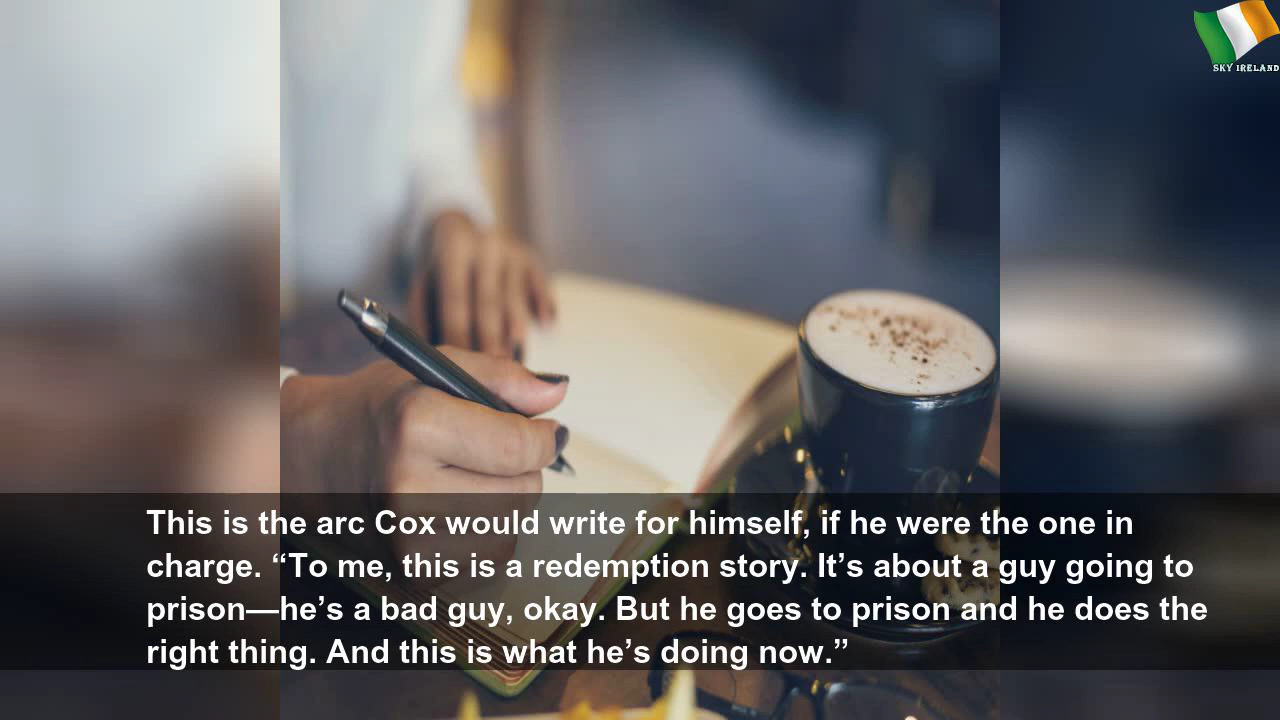 SKY IRELAND
This is the arc Cox would write for himself, if he were the one in
charge. “To me, this is a redemption story. It’s about a guy going to
prison—he’s a bad guy, okay. But he goes to prison and he does the
right thing. And this is what he’s doing now.”